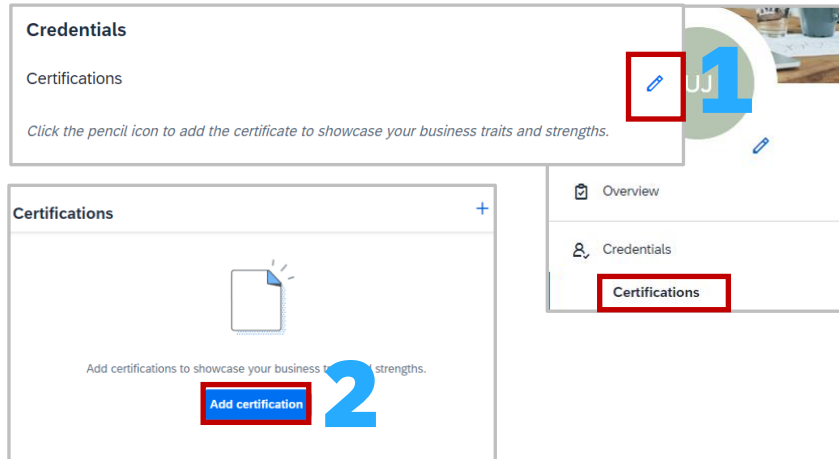 Credentials
Certifications
Click the pencil icon to add the certificate to showcase your business traits and strengths.
1
UJ
Overview
Credentials
Certifications
Certifications
+
Add certifications to showcase your business strengths.
Add certification
2